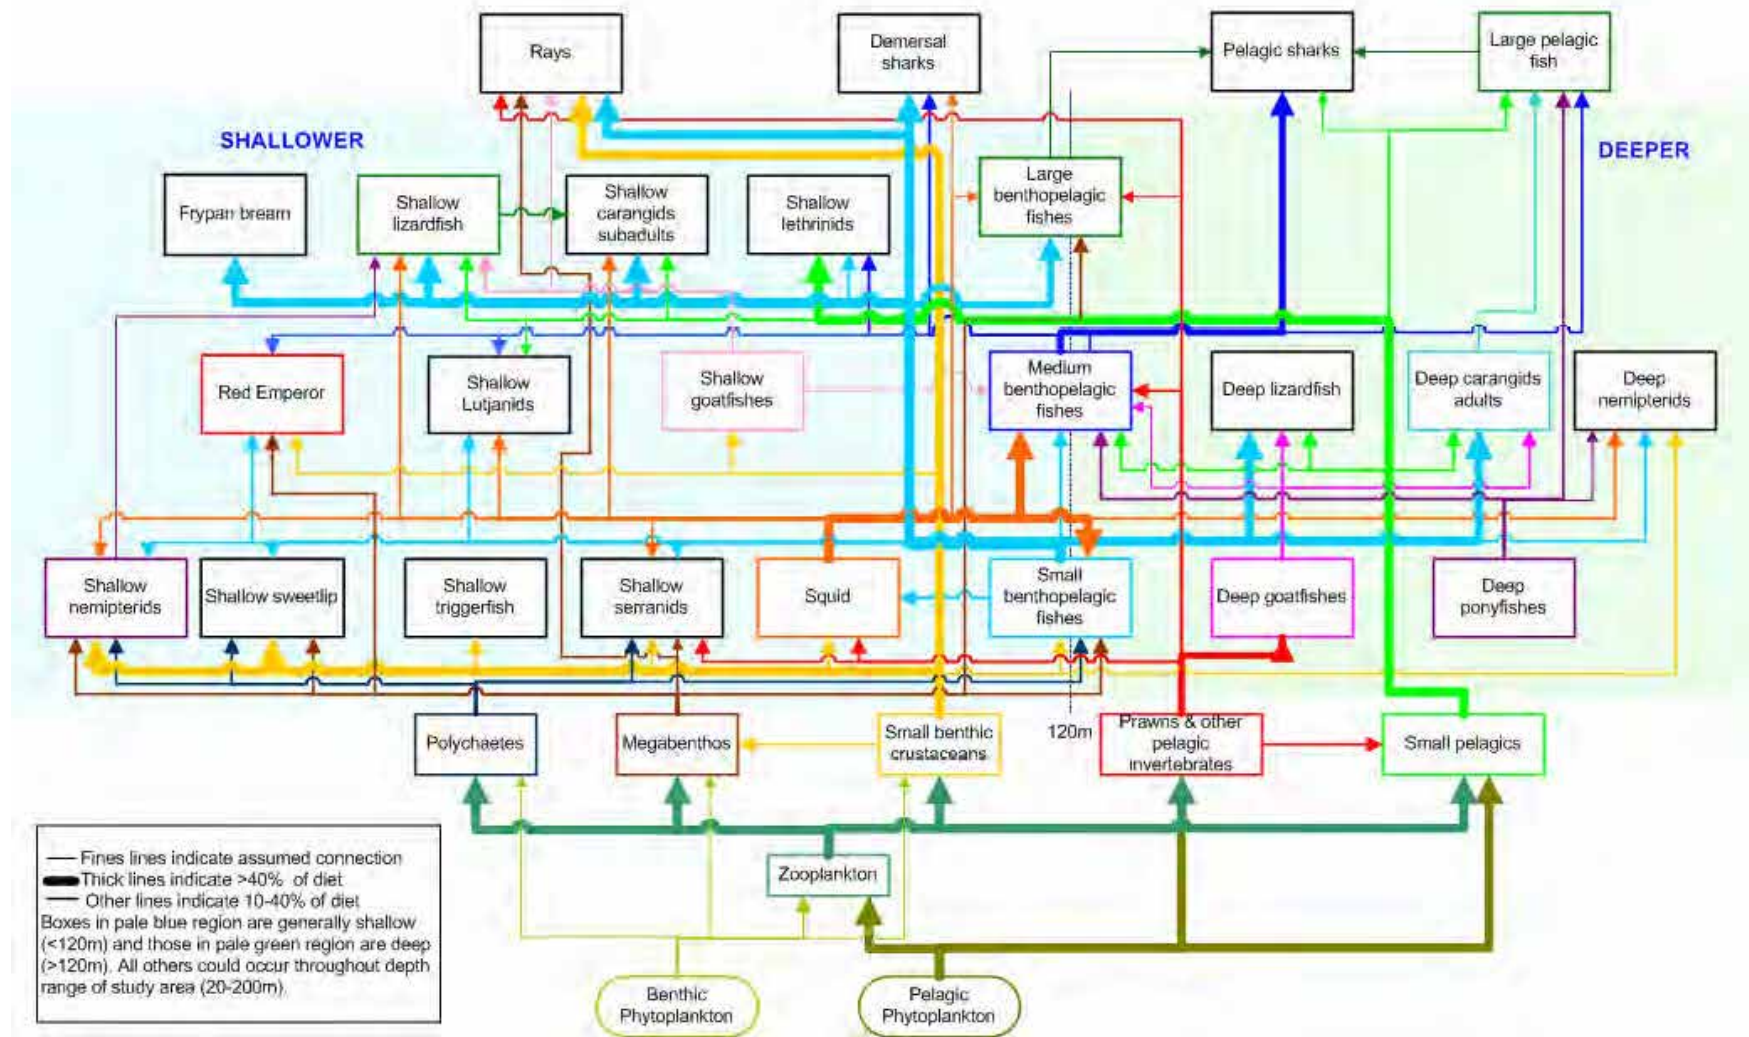 Rays
Demersal
sharks
Pelagic sharks
Large pelagic
fish
SHALLOWER
DEEPER
Frypan bream
Shallow
lizardfish
Shallow
carangids
subadults
Shallow
lethrinids
Large
benthopelagic
fishes
Red Emperor
Shallow
Lutjanids
Shallow
goatfishes
Medium
benthopelagic
fishes
Deep lizardfish
Deep carangids
adults
Deep
nemipterids
Shallow
nemipterids
Shallow sweetlip
Shallow
triggerfish
Shallow
serranids
Squid
Small
benthopelagic
fishes
Deep goatfishes
Deep
ponyfishes
Polychaetes
Megabenthos
Small benthic
crustaceans
120m
Prawns & other
pelagic
invertebrates
Small pelagics
Zooplankton
Benthic
Phytoplankton
Pelagic
Phytoplankton
Fines lines indicate assumed connection
Thick lines indicate >40% of diet
Other lines indicate 10-40% of diet
Boxes in pale blue region are generally shallow
(<120m) and those in pale green region are deep
(>120m). All others could occur throughout depth
range of study area (20-200m).